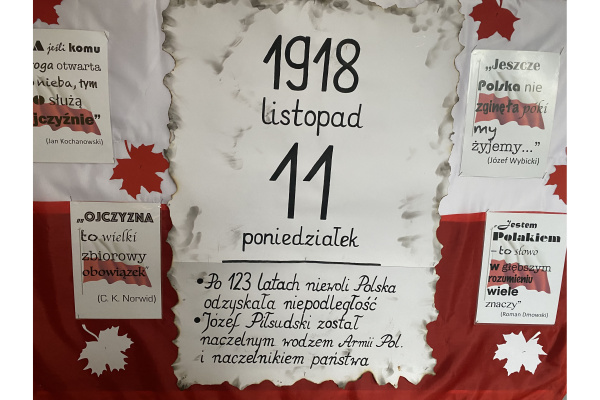 jeśli komu
otwarta
nieba, tym
służą
(Jan Kochanowski)
„OJCZYZNA
to wielki
zbiorowy
obowiązek"
(C. K. Norwid)
1918
listopad
11
poniedziałek
•Po 123 latach niewoli Polska
odzyskała niepodległość
•Józef Piłsudski został
naczelnym wodzem Armii Pol.
i naczelnikiem państwa
„Jeszcze
Polska nie
zginęła póki
my
żyjemy..."
(Józef Wybicki)
„Jestem
Polakiem
– to słowo
w głębszym
rozumieniu
wiele
znaczy"
(Roman Dmowski)